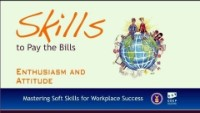 Skills
to Pay the Bills
Enthusiasm and
Attitude
Mastering Soft Skills for Workplace Success